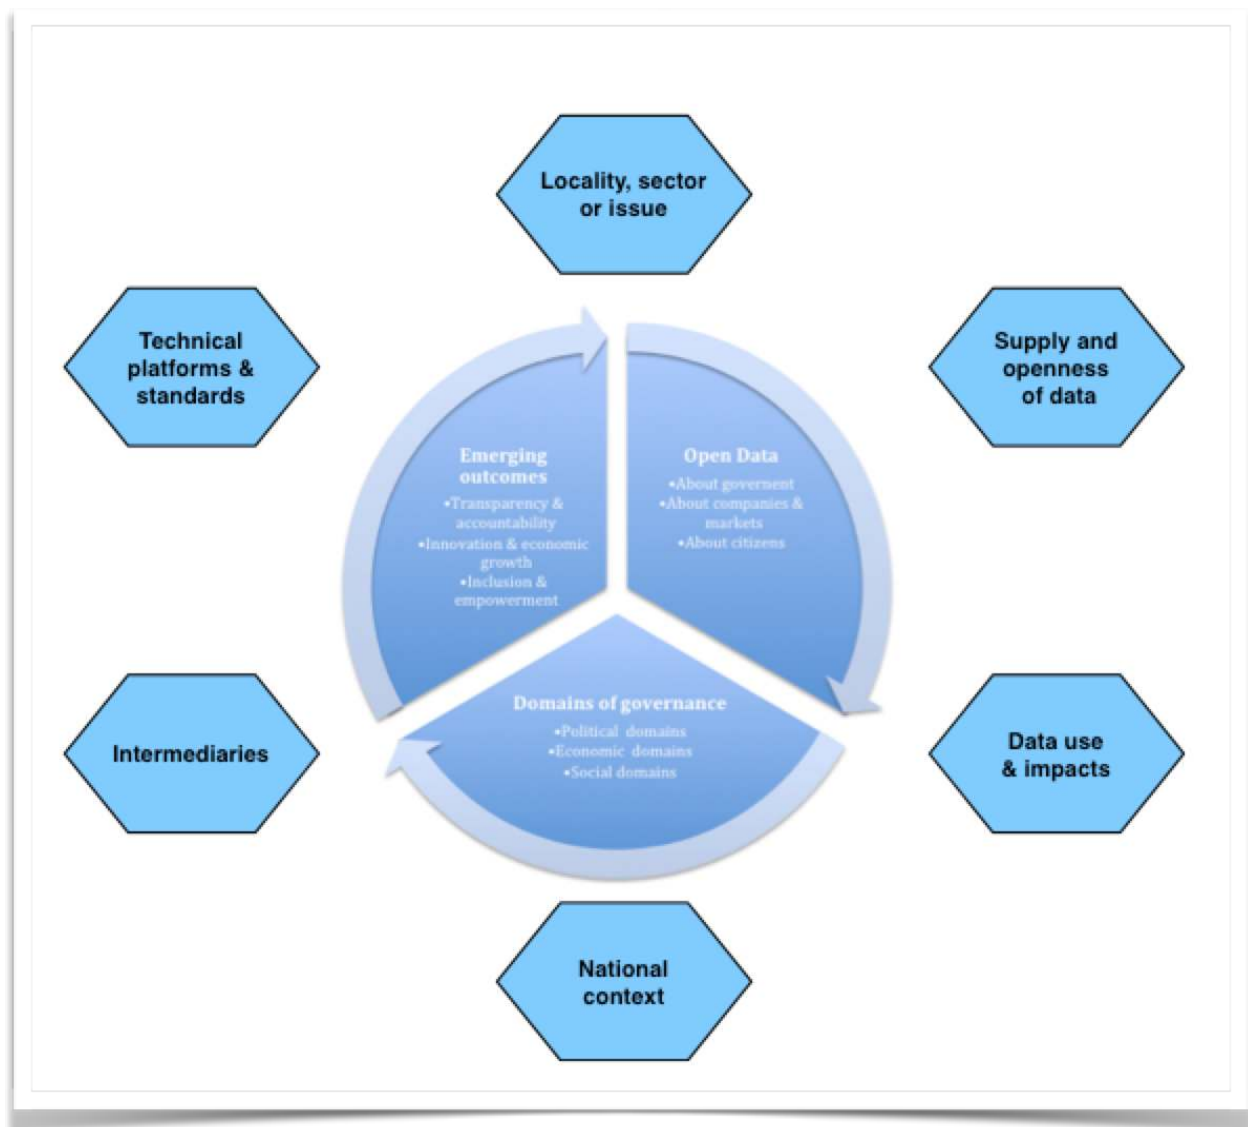 Locality, sector
or issue
Technical
platforms &
standards
Supply and
openness
of data
Emerging
outcomes
•Transparency &
accountability
•Innovation & economic
growth
•Inclusion &
empowerment
Open Data
•About governent
•About companies &
markets
•About citizens
Domains of governance
•Political domains
•Economic domains
•Social domains
Intermediaries
Data use
& impacts
National
context